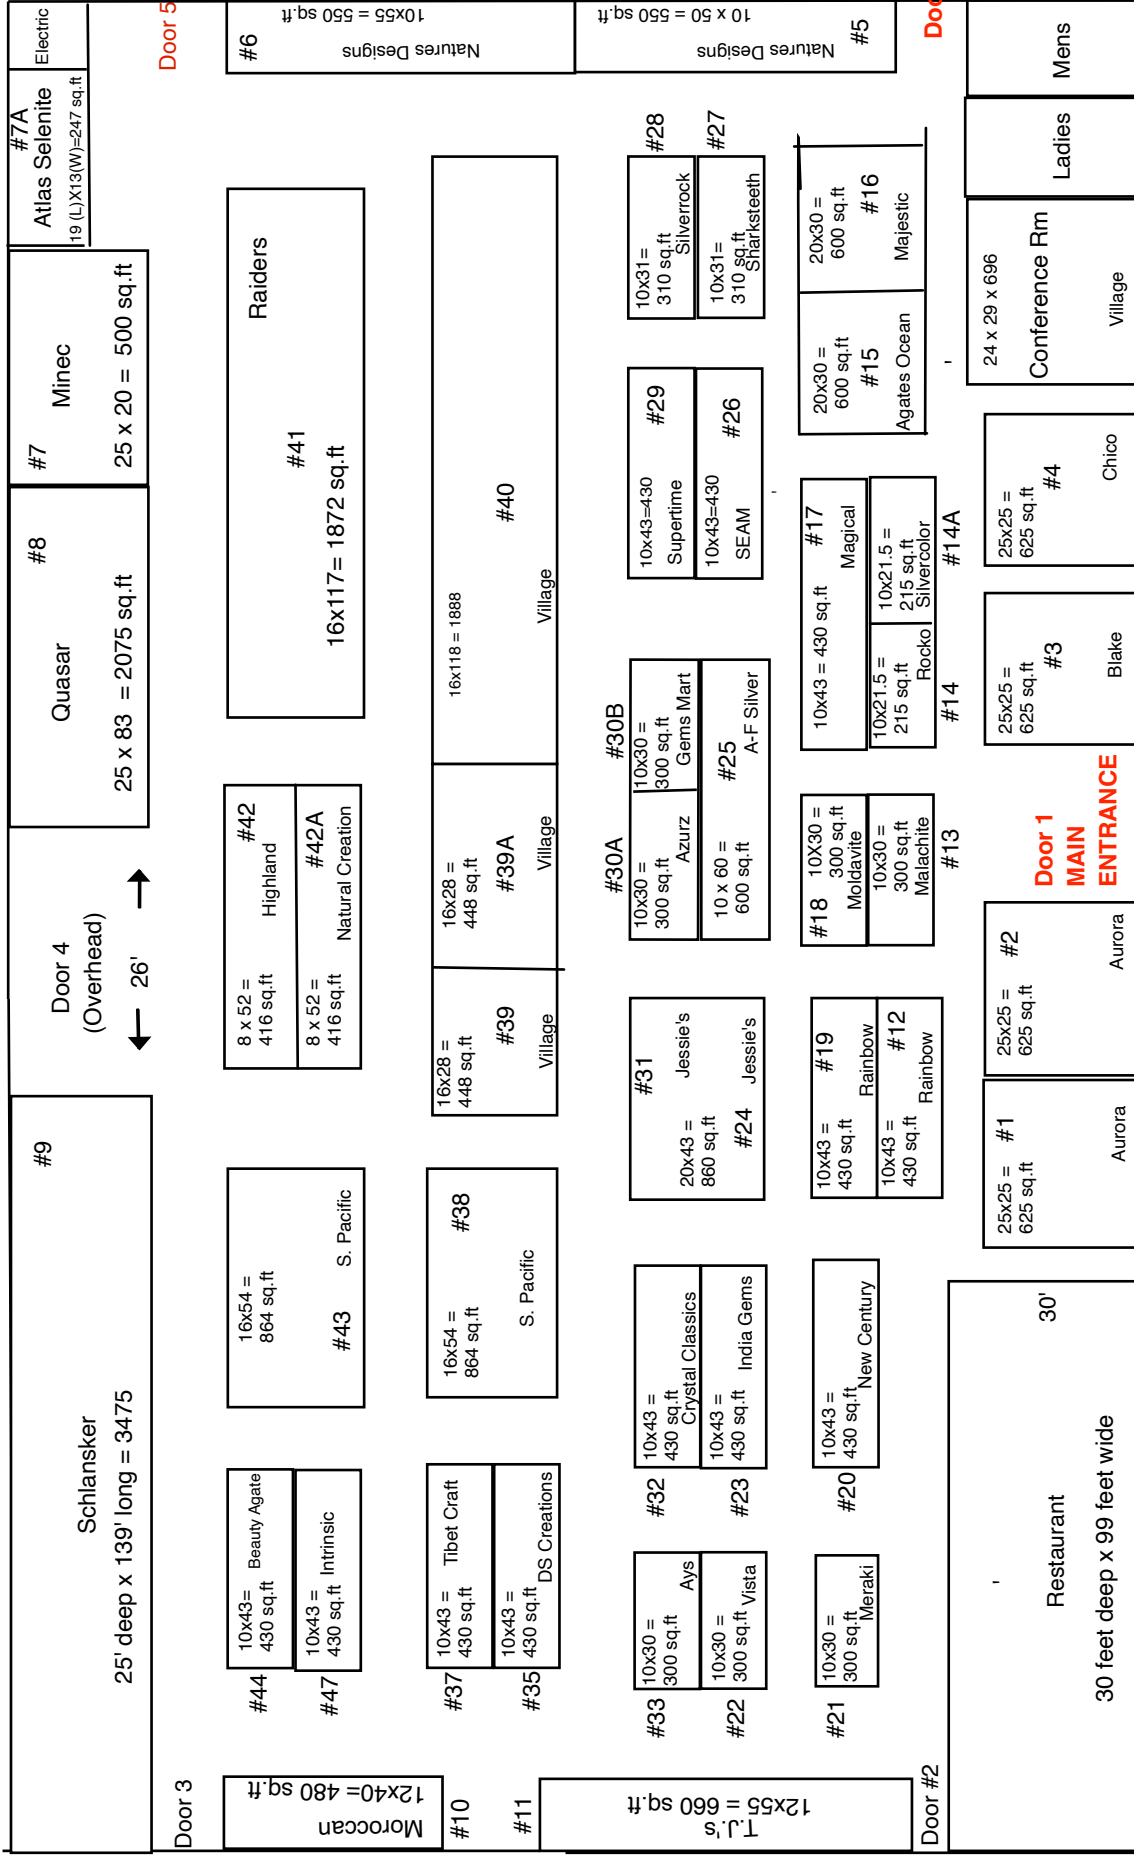 Schlansker
25' deep x 139' long = 3475
#9
Door 4
(Overhead)
26'
Quasar
#8
25 x 83 = 2075 sq.ft
#7
Minec
25 x 20 = 500 sq.ft
#7A
Atlas Selenite
19 (L)X13(W)=247 sq.ft
Electric
Door 3
Door 5
#44
10x43=
430 sq.ft
Beauty Agate
#47
10x43 =
430 sq.ft
Intrinsic
16x54 =
864 sq.ft
#43
S. Pacific
8 x 52 =
416 sq.ft
#42
Highland
8 x 52 =
416 sq.ft
#42A
Natural Creation
Raiders
#41
16x117= 1872 sq.ft
#6
Natures Designs
10x55= 550 sq.ft
Moroccan
12x40=480 sq.ft
#10
#37
10x43 =
430 sq.ft
Tibet Craft
#35
10x43 =
430 sq.ft
DS Creations
16x54 =
864 sq.ft
#38
S. Pacific
16x28 =
448 sq.ft
#39
Village
16x28 =
448 sq.ft
#39A
Village
16x118 = 1888
#40
Village
#11
T.J.'s
12x55 = 660 sq.ft
#33
10x30=
300 sq.ft
Ays
#22
10x30=
300 sq.ft
Vista
#32
10x43 =
430 sq.ft
Crystal Classics
#23
10x43 =
430 sq.ft
India Gems
#31
Jessie's
20x43 =
860 sq.ft
#24
Jessie's
#30A
10x30 =
300 sq.ft
Azurz
#30B
10x30 =
300 sq.ft
Gems Mart
10 x 60 =
600 sq.ft
#25
A-F Silver
10x43=430
Supertime
#29
10x43=430
SEAM
#26
10x31=
310 sq.ft
Silverrock
#28
10x31=
310 sq.ft
Sharksteeth
#27
Natures Designs
10 x 50 = 550 sq.ft
#5
#21
10x30=
300 sq.ft
Meraki
#20
10x43 =
430 sq.ft
New Century
10x43 =
430 sq.ft
#19
Rainbow
10x43 =
430 sq.ft
#12
Rainbow
#18
10X30=
300 sq.ft
Moldavite
10x30=
300 sq.ft
Malachite
#13
10x43 = 430 sq.ft
#17
Magical
10x21.5 =
215 sq.ft
Rocko
#14
10x21.5 =
215 sq.ft
Silvercolor
#14A
20x30 =
600 sq.ft
#15
Agates Ocean
20x30 =
600 sq.ft
#16
Majestic
Door #2
Doo
30'
Restaurant
30 feet deep x 99 feet wide
25x25 =
625 sq.ft
#1
Aurora
25x25 =
625 sq.ft
#2
Aurora
Door 1
MAIN
ENTRANCE
25x25 =
625 sq.ft
#3
Blake
25x25=
625 sq.ft
#4
Chico
24 x 29 x 696
Conference Rm
Village
Ladies
Mens